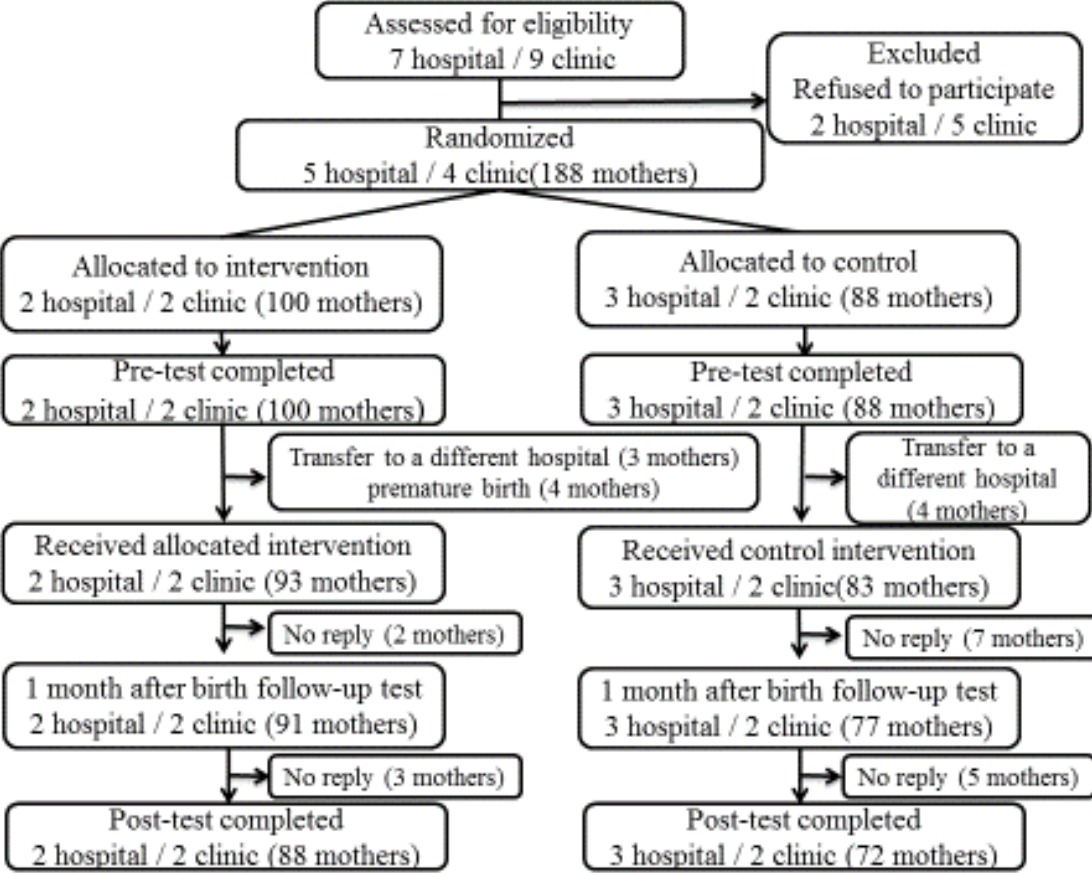 Assessed for eligibility
7 hospital / 9 clinic
Excluded
Refused to participate
2 hospital / 5 clinic
Randomized
5 hospital / 4 clinic(188 mothers)
Allocated to intervention
2 hospital / 2 clinic (100 mothers)
Allocated to control
3 hospital / 2 clinic (88 mothers)
Pre-test completed
2 hospital / 2 clinic (100 mothers)
Pre-test completed
3 hospital / 2 clinic (88 mothers)
Transfer to a different hospital (3 mothers)
premature birth (4 mothers)
Transfer to a
different hospital
(4 mothers)
Received allocated intervention
2 hospital / 2 clinic (93 mothers)
Received control intervention
3 hospital / 2 clinic(83 mothers)
No reply (2 mothers)
No reply (7 mothers)
1 month after birth follow-up test
2 hospital / 2 clinic (91 mothers)
1 month after birth follow-up test
3 hospital / 2 clinic (77 mothers)
No reply (3 mothers)
No reply (5 mothers)
Post-test completed
2 hospital / 2 clinic (88 mothers)
Post-test completed
3 hospital / 2 clinic (72 mothers)